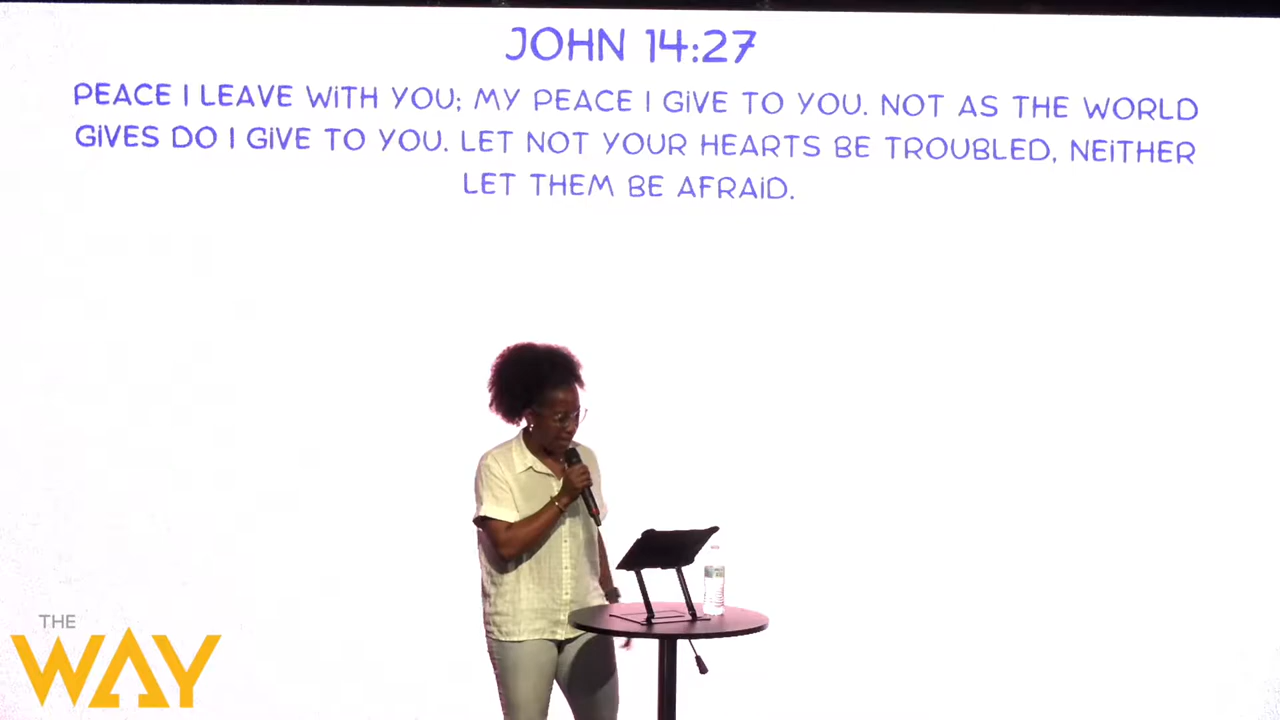 JOHN 14:27
PEACE I LEAVE WiTH YOU; MY PEACE I GiVE TO YOU. NOT AS THE WORLD
GiVES DO I GiVE TO YOU. LET NOT YOUR HEARTS BE TROUBLED, NEiTHER
LET THEM BE AFRAiD.
THE
WAY